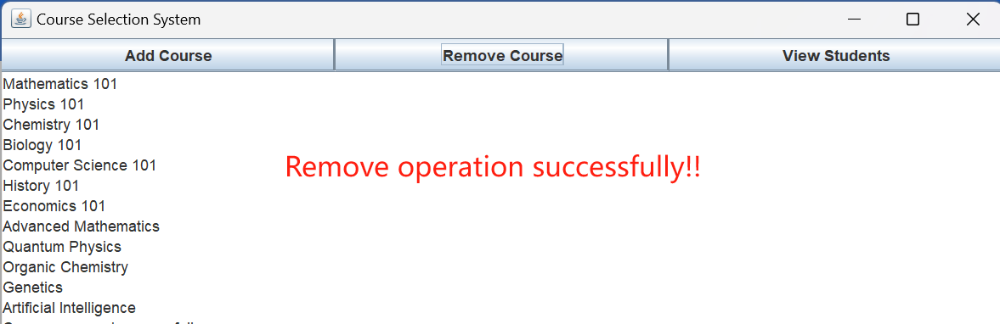 Course Selection System
Add Course Remove Course View Students
Mathematics 101
Physics 101
Chemistry 101
Biology 101
Computer Science 101
Remove operation successfully!!
History 101
Economics 101
Advanced Mathematics
Quantum Physics
Organic Chemistry
Genetics
Artificial Intelligence